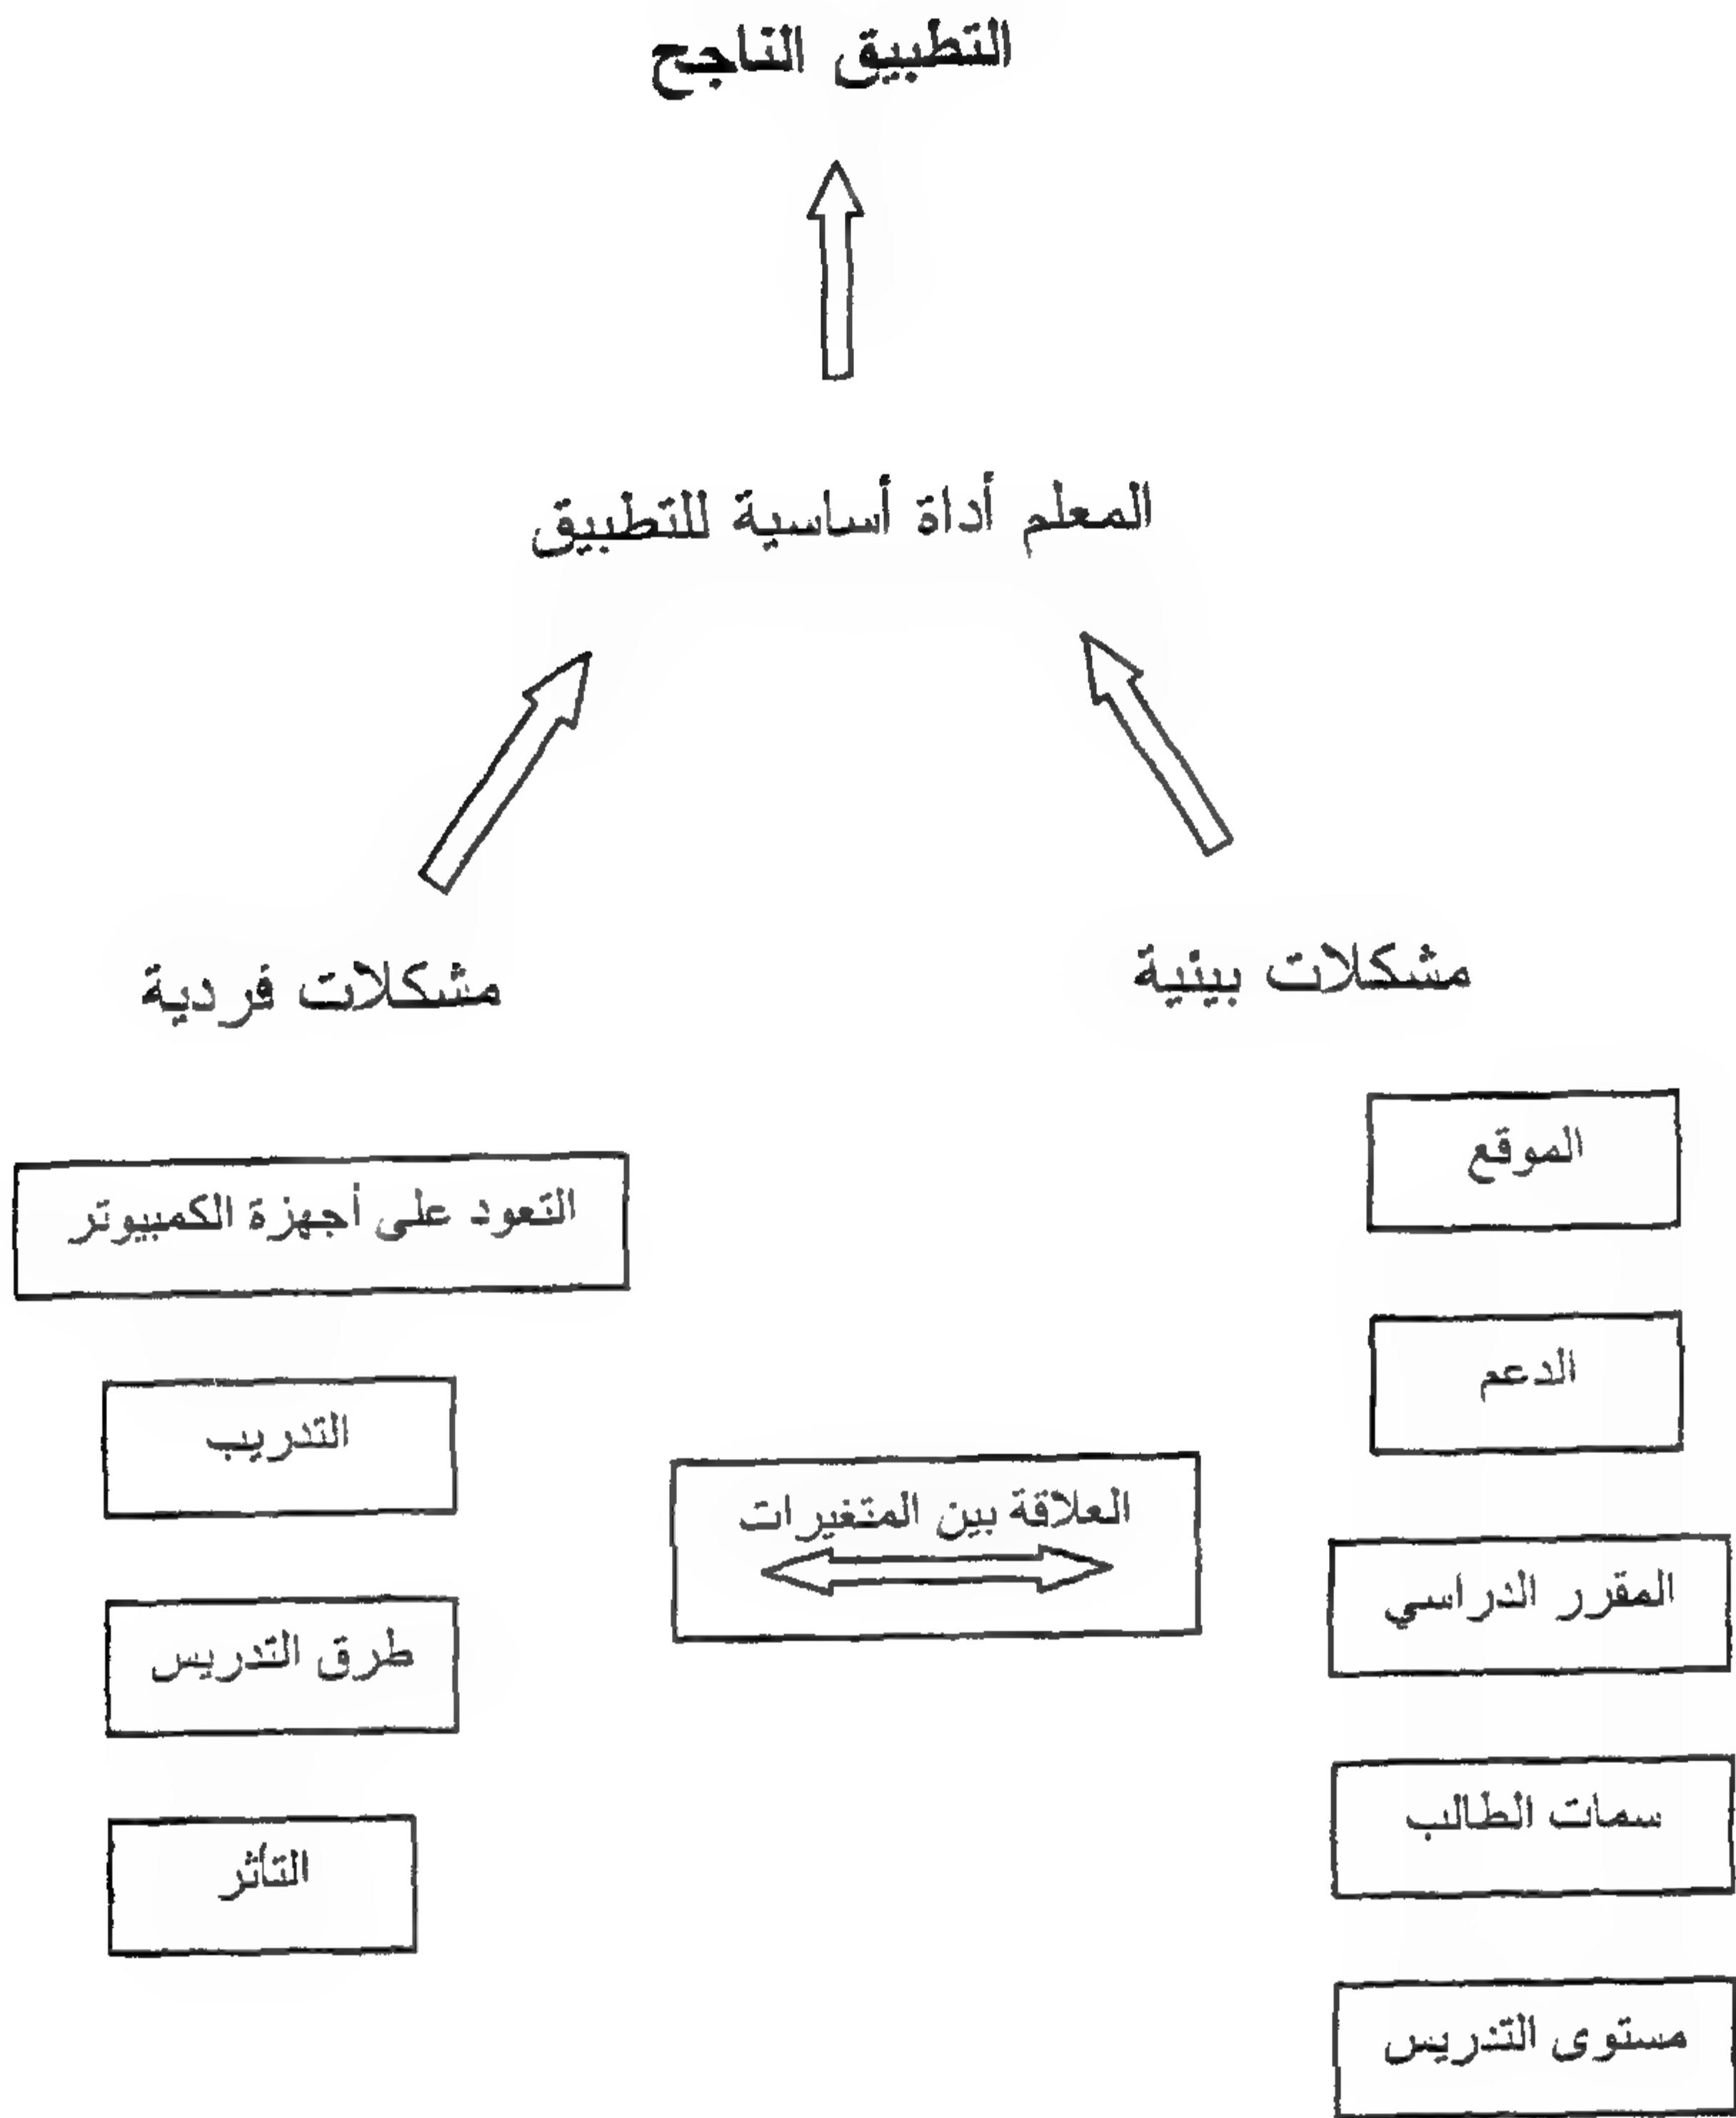 التطبيق الناجح
المعلم أداة أساسية للتطبيق
مشكلات بينية
مشكلات فردية
الموقع
الدعم
المقرر الدراسي
سمات الطالب
مستوى التدريس
العلاقة بين المتغيرات
التعود على أجهزة الكمبيوتر
التدريب
طرق التدريس
التأثر